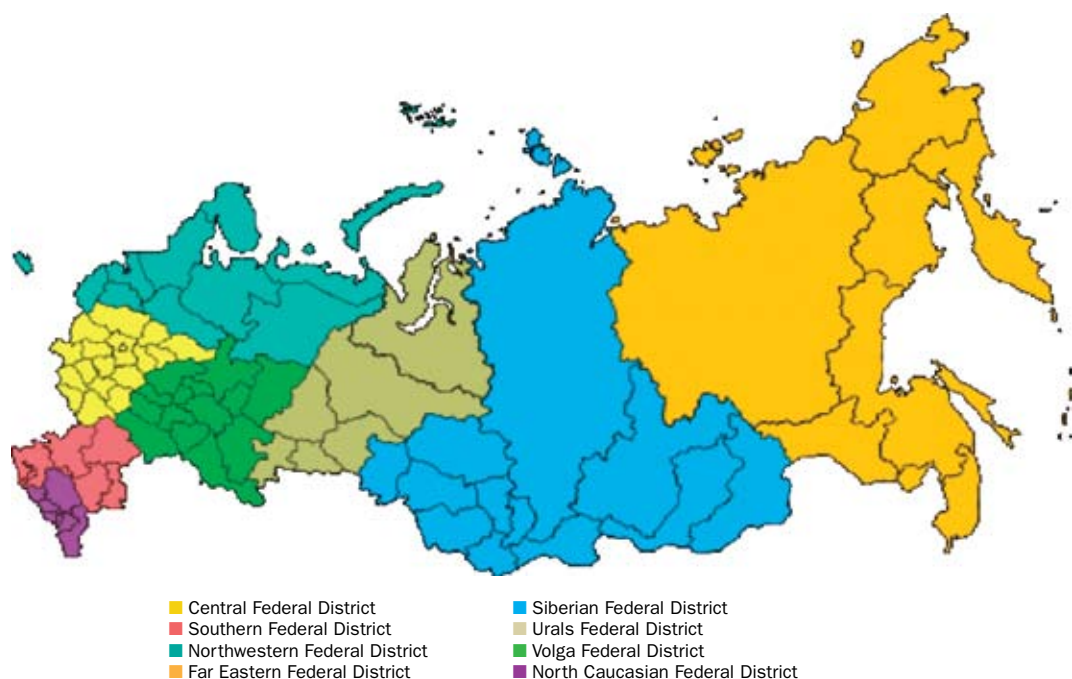 Central Federal District
Southern Federal District
Northwestern Federal District
Far Eastern Federal District
Siberian Federal District
Urals Federal District
Volga Federal District
North Caucasian Federal District